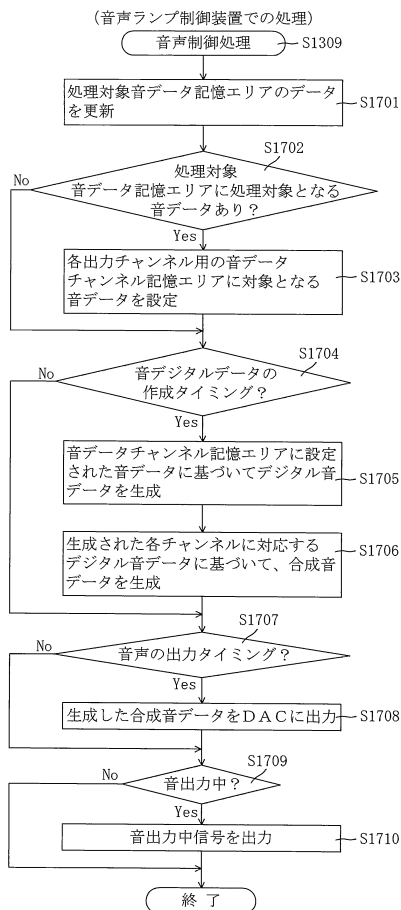 （音声ランプ制御装置での処理）
音声制御処理
S1309
処理対象音データ記憶エリアのデータ
を更新
S1701
S1702
No
処理対象
音データ記憶エリアに処理対象となる
音データあり？
Yes
各出力チャンネル用の音データ
チャンネル記憶エリアに対象となる
音データを設定
S1703
S1704
No
音デジタルデータの
作成タイミング？
Yes
音データチャンネル記憶エリアに設定
された音データに基づいてデジタル音
データを生成
S1705
生成された各チャンネルに対応する
デジタル音データに基づいて、合成音
データを生成
S1706
S1707
No
音声の出力タイミング？
Yes
生成した合成音データをＤＡＣに出力
S1708
S1709
No
音出力中？
Yes
音出力中信号を出力
S1710
終 了